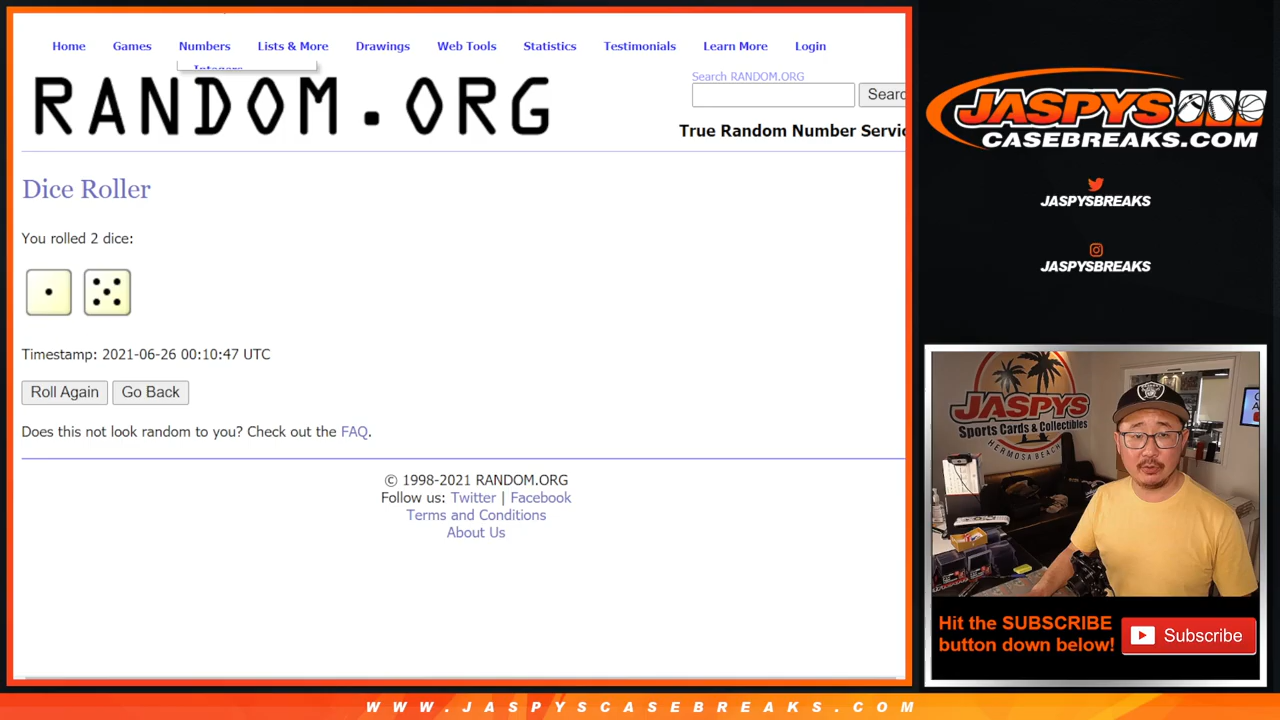 Home Games Numbers Lists & More Drawings Web Tools Statistics Testimonials Learn More Login
Integers
Search RANDOM.ORG
RANDOM.ORG
Searc
True Random Number Servic
Dice Roller
You rolled 2 dice:
Timestamp: 2021-06-26 00:10:47 UTC
Roll Again Go Back
Does this not look random to you? Check out the FAQ.
© 1998-2021 RANDOM.ORG
Follow us: Twitter | Facebook
Terms and Conditions
About Us
JASPYS
CASEBREAKS.COM
JASPYSBREAKS
JASPYSBREAKS
JASPYS
Sports Cards & Collectibles
HERMOSA BEACH
RAIDERS
Hit the SUBSCRIBE
button down below!
Subscribe
WWW.JASPYSCASEBREAKS.COM